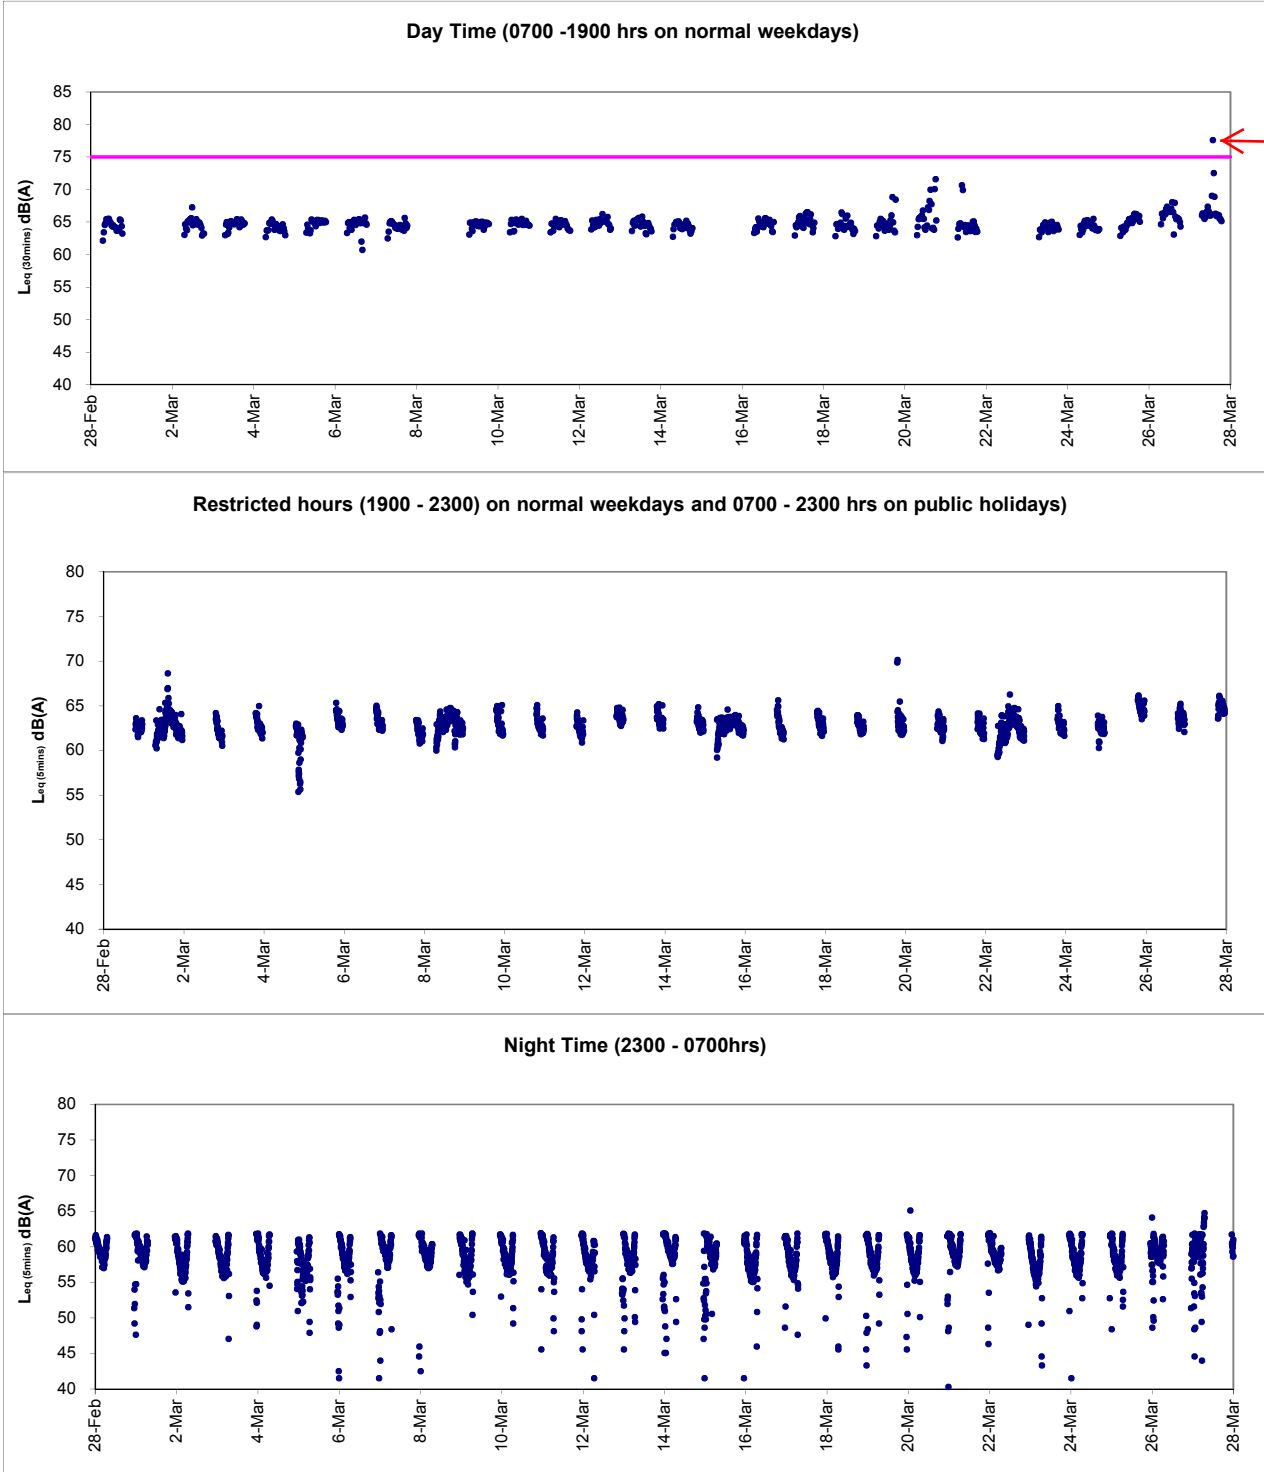 Day Time (0700 -1900 hrs on normal weekdays)
85
80
75
70
65
60
55
50
45
40
Leq (30mins) dB(A)
28-Feb
2-Mar
4-Mar
6-Mar
8-Mar
10-Mar
12-Mar
14-Mar
16-Mar
18-Mar
20-Mar
22-Mar
24-Mar
26-Mar
28-Mar
Restricted hours (1900 - 2300) on normal weekdays and 0700 - 2300 hrs on public holidays)
80
75
70
65
60
55
50
45
40
Leq (5mins) dB(A)
28-Feb
2-Mar
4-Mar
6-Mar
8-Mar
10-Mar
12-Mar
14-Mar
16-Mar
18-Mar
20-Mar
22-Mar
24-Mar
26-Mar
28-Mar
Night Time (2300 - 0700hrs)
80
75
70
65
60
55
50
45
40
Leq (5mins) dB(A)
28-Feb
2-Mar
4-Mar
6-Mar
8-Mar
10-Mar
12-Mar
14-Mar
16-Mar
18-Mar
20-Mar
22-Mar
24-Mar
26-Mar
28-Mar